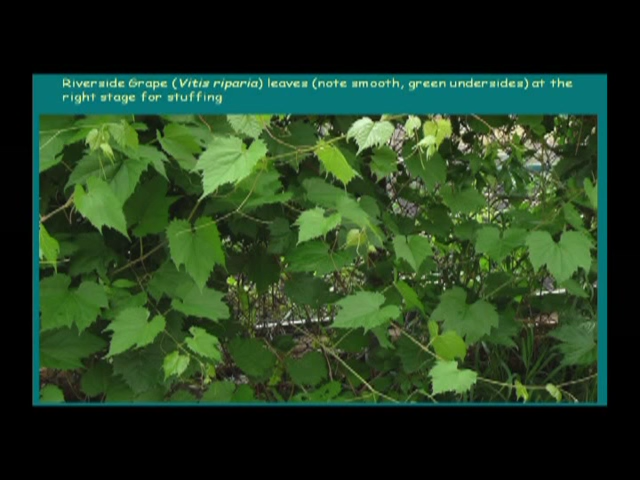 Riverside Grape (Vitis riparia) leaves (note smooth, green undersides) at the
right stage for stuffing